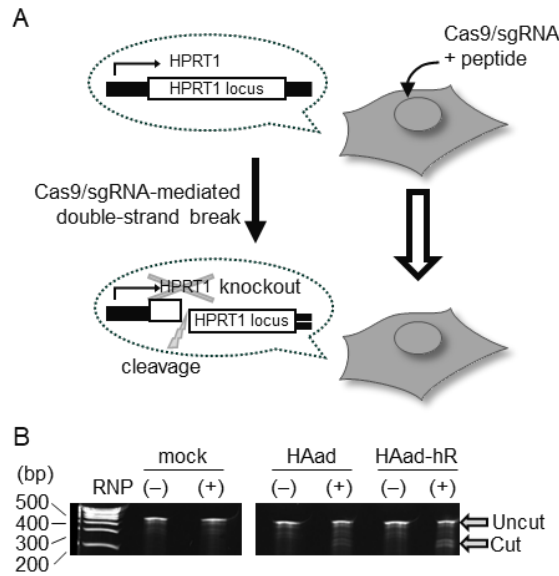 A
Cas9/sgRNA
+ peptide
HPRT1
HPRT1 locus
Cas9/sgRNA-mediated
double-strand break
HPRT1 knockout
HPRT1 locus
cleavage
B
mock HAad HAad-hR
(bp)
RNP (–) (+) (–) (+) (–) (+)
500
400
300
200
Uncut
Cut